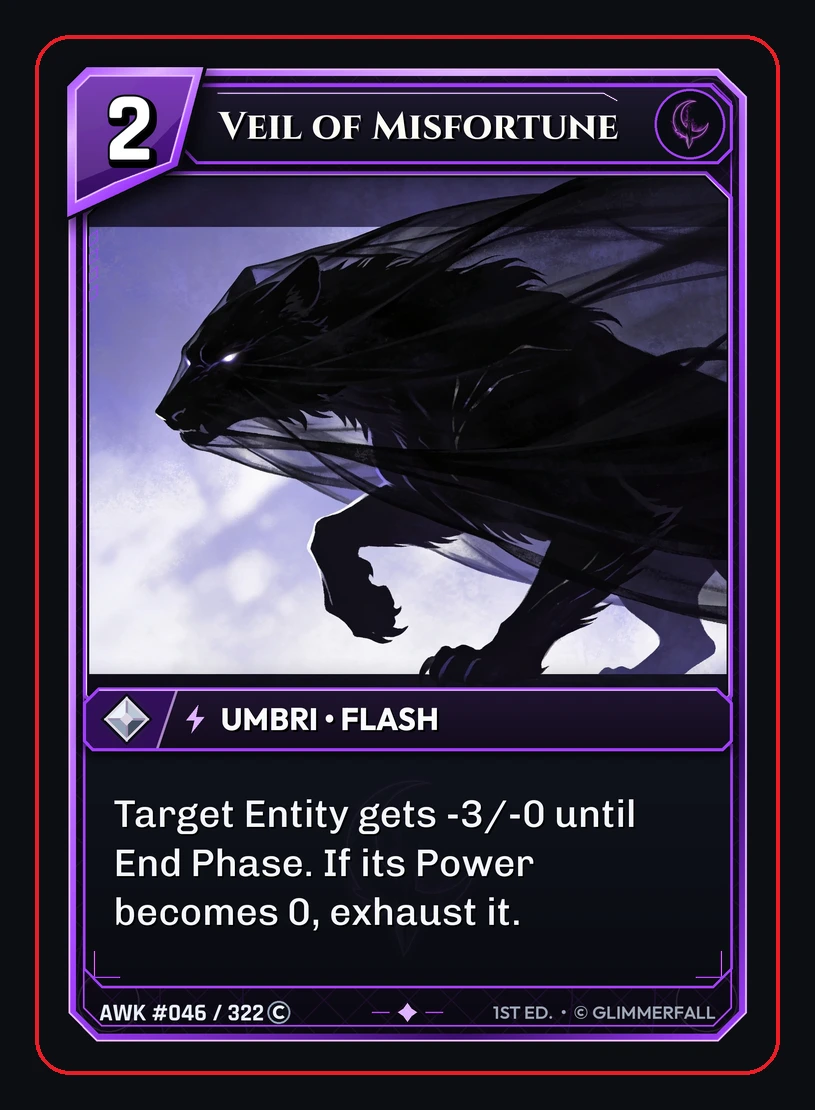 2
Veil of Misfortune
UMBRI • FLASH
Target Entity gets -3/-0 until
End Phase. If its Power
becomes 0, exhaust it.
AWK #046 / 322 Ⓒ
1ST ED. • © GLIMMERFALL